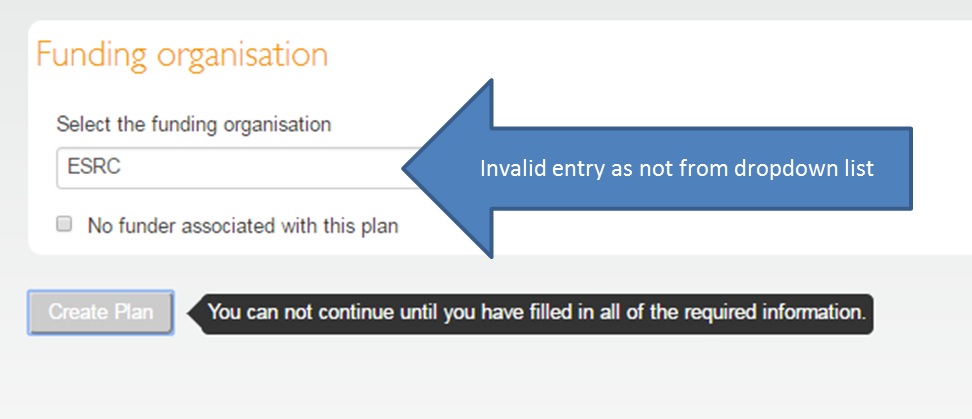 Funding organisation
Select the funding organisation
ESRC
Invalid entry as not from dropdown list
No funder associated with this plan
Create Plan
You can not continue until you have filled in all of the required information.